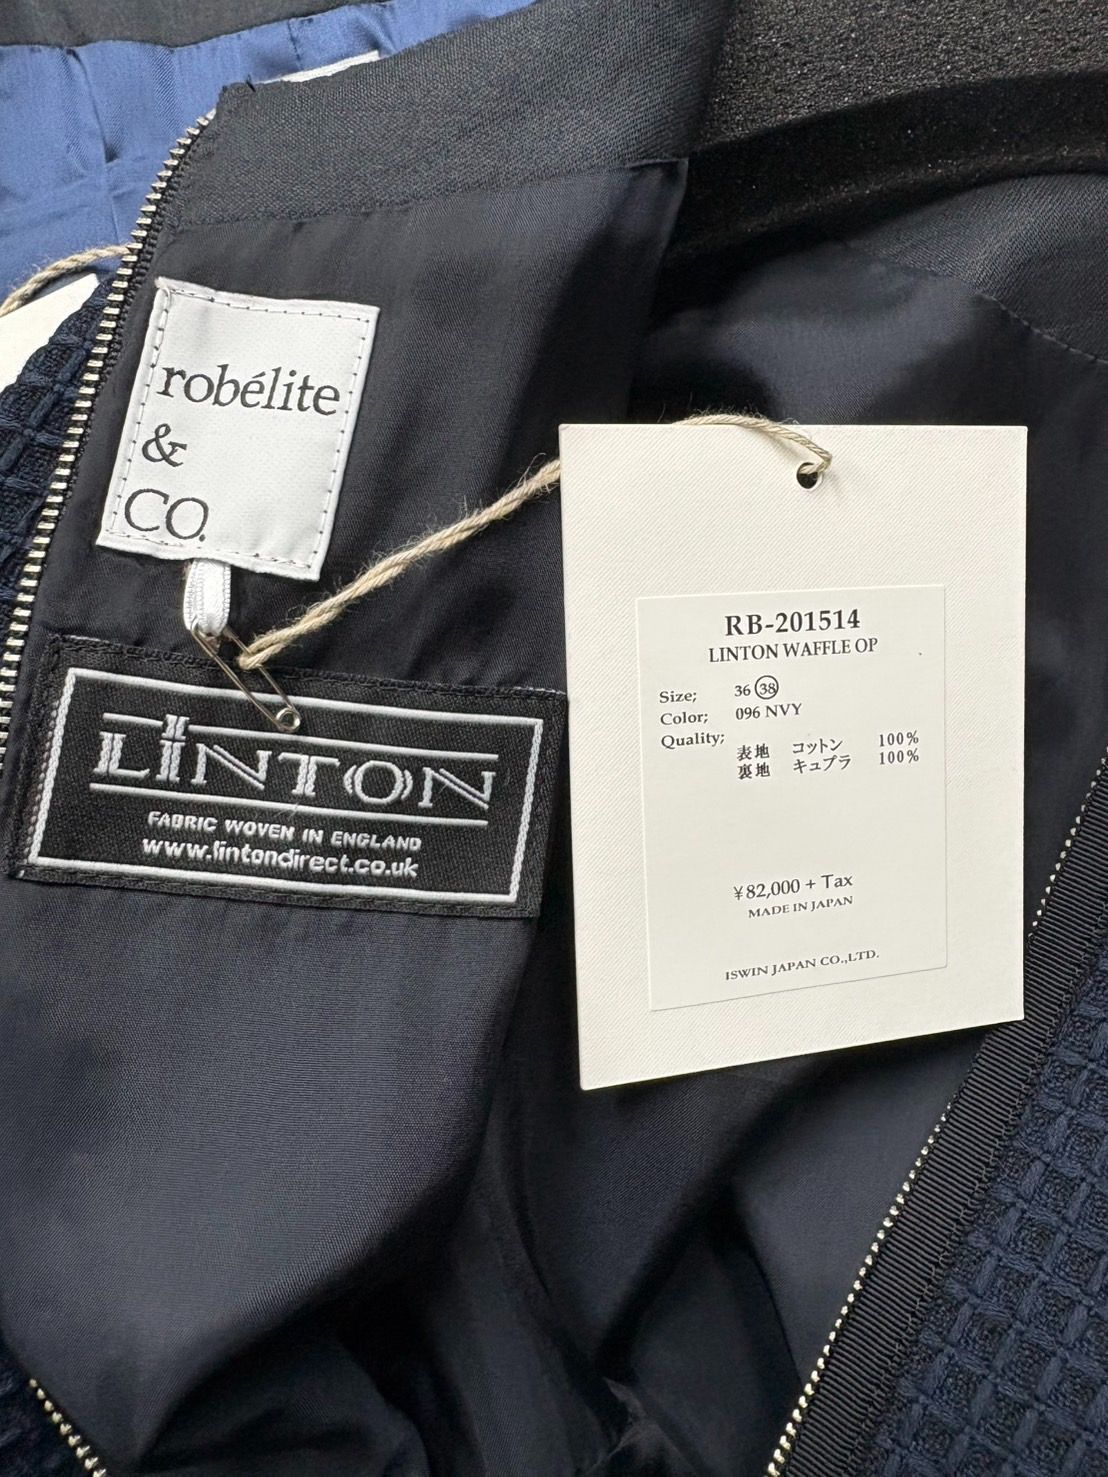 robélite
&
CO.
LINTON
FABRIC WOVEN IN ENGLAND
www.lintondirect.co.uk
RB-201514
LINTON WAFFLE OP
Size; 36 38
Color; 096 NVY
Quality;
表地 コットン 100%
裏地 キュプラ 100%
¥82,000 + Tax
MADE IN JAPAN
ISWIN JAPAN CO.,LTD.